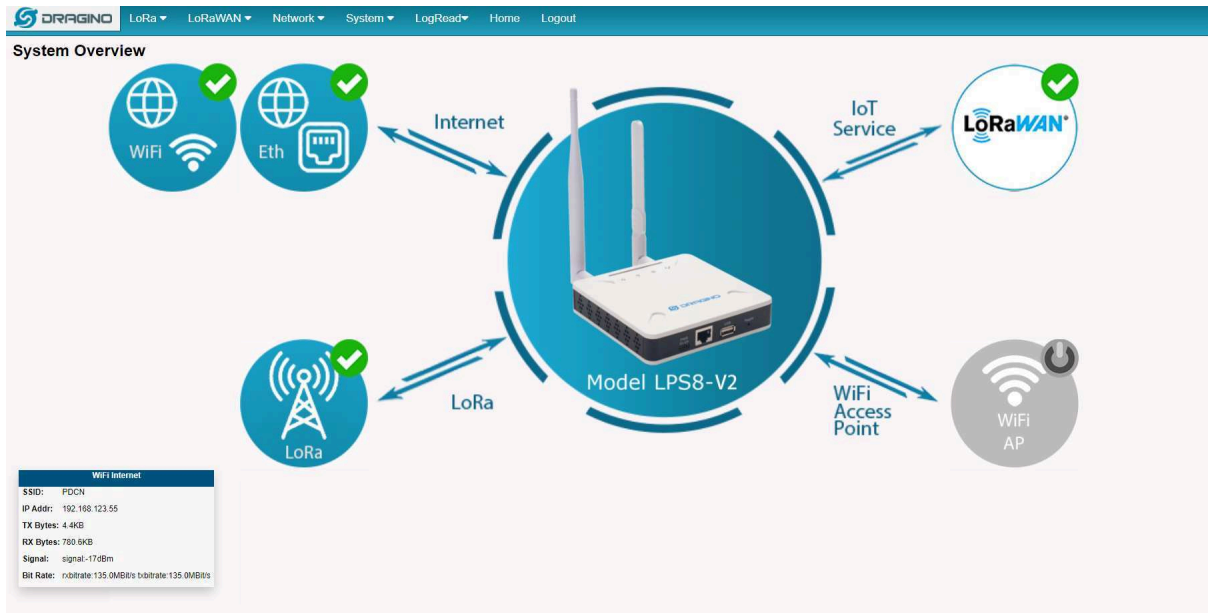 DRAGINO LoRa LoRaWAN Network System LogRead Home Logout
System Overview
WiFi
Eth
Internet
IoT
Service
LoRaWAN
DRAGINO
Model LPS8-V2
LoRa
LoRa
WiFi
Access
Point
WiFi
AP
WiFi Internet
SSID: PDCN
IP Addr: 192.168.123.55
TX Bytes: 4.4KB
RX Bytes: 780.6KB
Signal: signal:-17dBm
Bit Rate: rxbitrate:135.0MBit/s txbitrate:135.0MBit/s